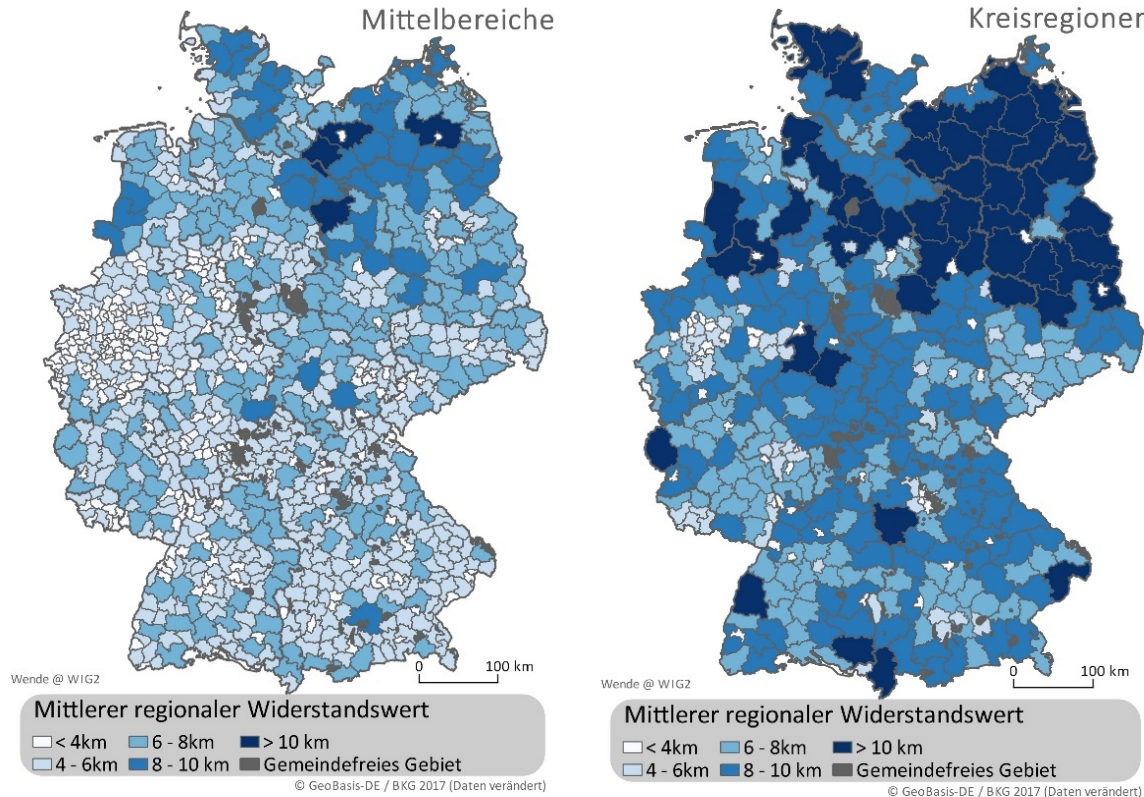 Mittelbereiche
0 100 km
Wende @ WIG2
Mittlerer regionaler Widerstandswert
< 4km 6 - 8km > 10 km
4 - 6km 8 - 10 km Gemeindefreies Gebiet
© GeoBasis-DE / BKG 2017 (Daten verändert)
Kreisregioner
0 100 km
Wende @ WIG2
Mittlerer regionaler Widerstandswert
< 4km 6 - 8km > 10 km
4 - 6km 8 - 10 km Gemeindefreies Gebiet
© GeoBasis-DE / BKG 2017 (Daten verändert)